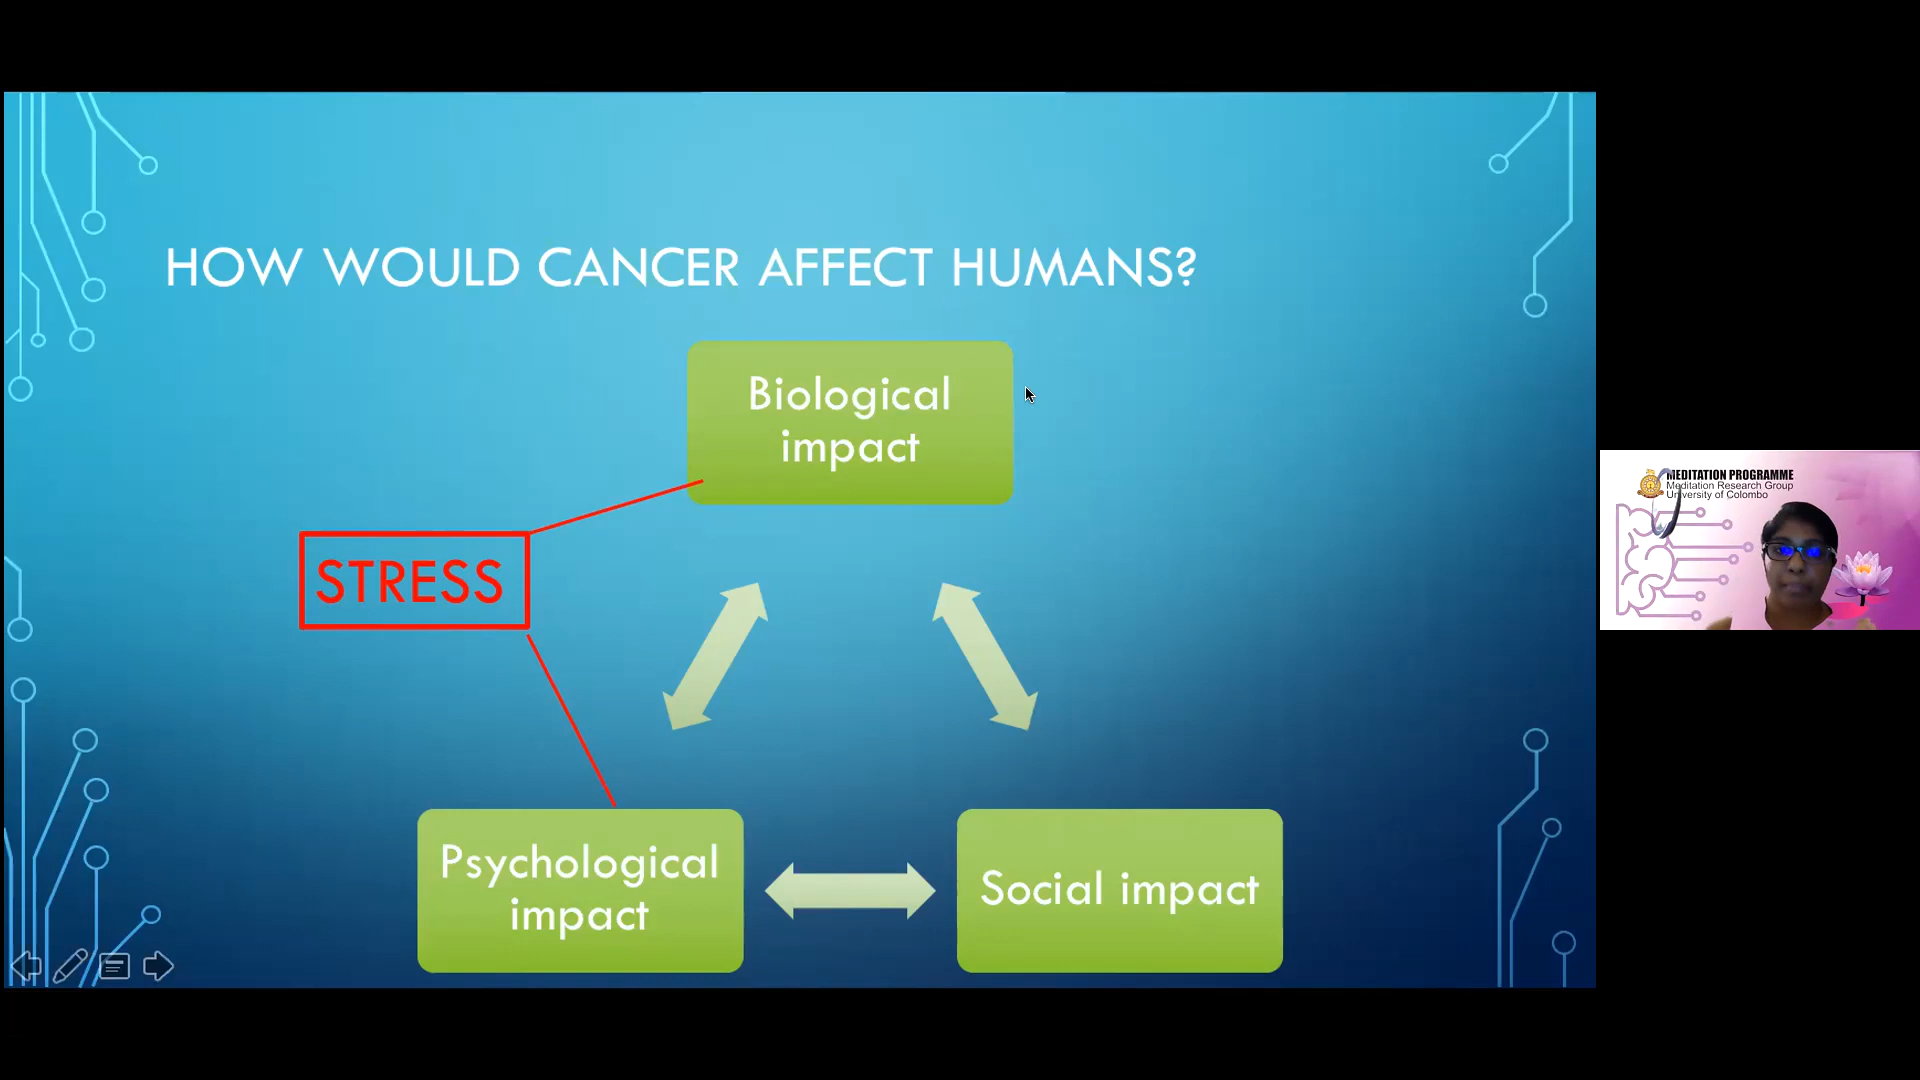 HOW WOULD CANCER AFFECT HUMANS?
Biological
impact
STRESS
Psychological
impact
Social impact
MEDITATION PROGRAMME
Meditation Research Group
University of Colombo